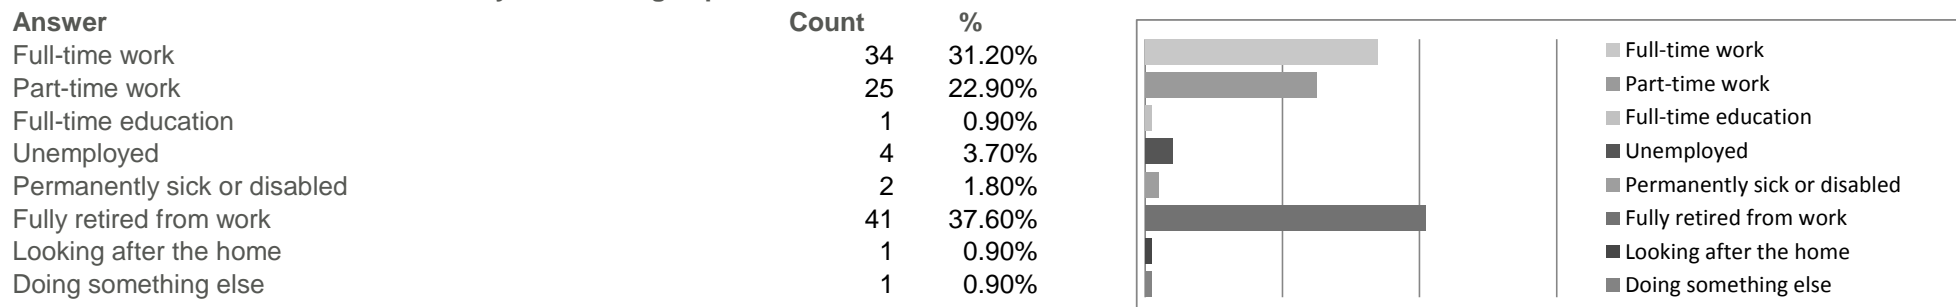 Answer Count %
Full-time work 34 31.20%
Part-time work 25 22.90%
Full-time education 1 0.90%
Unemployed 4 3.70%
Permanently sick or disabled 2 1.80%
Fully retired from work 41 37.60%
Looking after the home 1 0.90%
Doing something else 1 0.90%
Full-time work
Part-time work
Full-time education
Unemployed
Permanently sick or disabled
Fully retired from work
Looking after the home
Doing something else